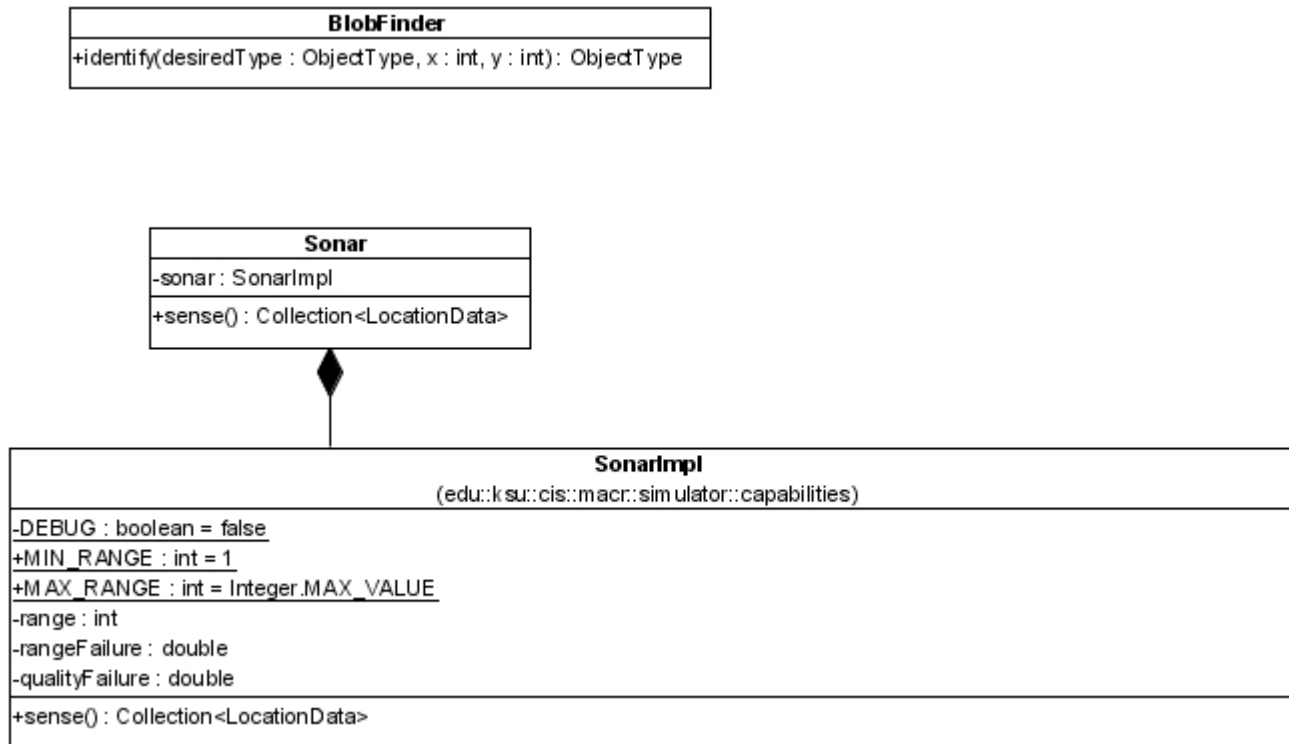 BlobFinder
+identify(desiredType : ObjectType, x : int, y : int) : ObjectType
Sonar
-sonar : SonarImpl
+sense() : Collection<LocationData>
SonarImpl
(edu::ksu::cis::macr::simulator::capabilities)
-DEBUG : boolean = false
+MIN_RANGE : int = 1
+MAX_RANGE : int = Integer.MAX_VALUE
-range : int
-rangeFailure : double
-qualityFailure : double
+sense() : Collection<LocationData>